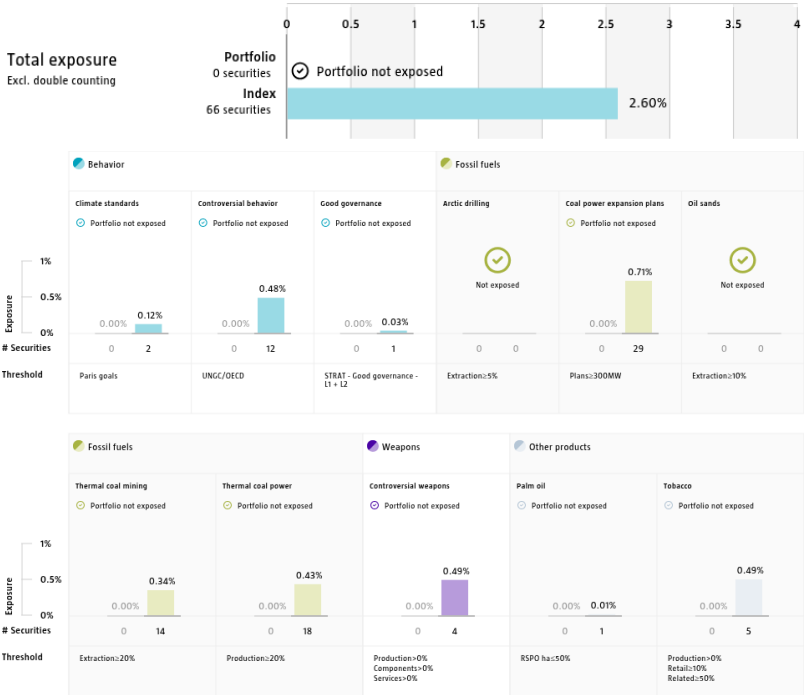 0 0.5 1 1.5 2 2.5 3 3.5 4
Total exposure
Excl. double counting
Portfolio
0 securities
Portfolio not exposed
Index
66 securities
2.60%
Behavior
Fossil fuels
Climate standards
Controversial behavior
Good governance
Arctic drilling
Coal power expansion plans
Oil sands
Portfolio not exposed
Portfolio not exposed
Portfolio not exposed
Portfolio not exposed
Exposure
1%
0.5%
0%
0.00% 0.12%
0.00% 0.48%
0.00% 0.03%
Not exposed
0.00% 0.71%
Not exposed
# Securities 0 2 0 12 0 1 0 0 0 29 0 0
Threshold
Paris goals
UNGC/OECD
STRAT - Good governance -
L1 + L2
Extraction≥5%
Plans≥300MW
Extraction≥10%
Fossil fuels
Weapons
Other products
Thermal coal mining
Thermal coal power
Controversial weapons
Palm oil
Tobacco
Portfolio not exposed
Portfolio not exposed
Portfolio not exposed
Portfolio not exposed
Portfolio not exposed
Exposure
1%
0.5%
0%
0.00% 0.34%
0.00% 0.43%
0.00% 0.49%
0.00% 0.01%
0.00% 0.49%
# Securities 0 14 0 18 0 4 0 1 0 5
Threshold
Extraction≥20%
Production≥20%
Production>0%
Components>0%
Services>0%
RSPO ha≤50%
Production>0%
Retail≥10%
Related≥50%